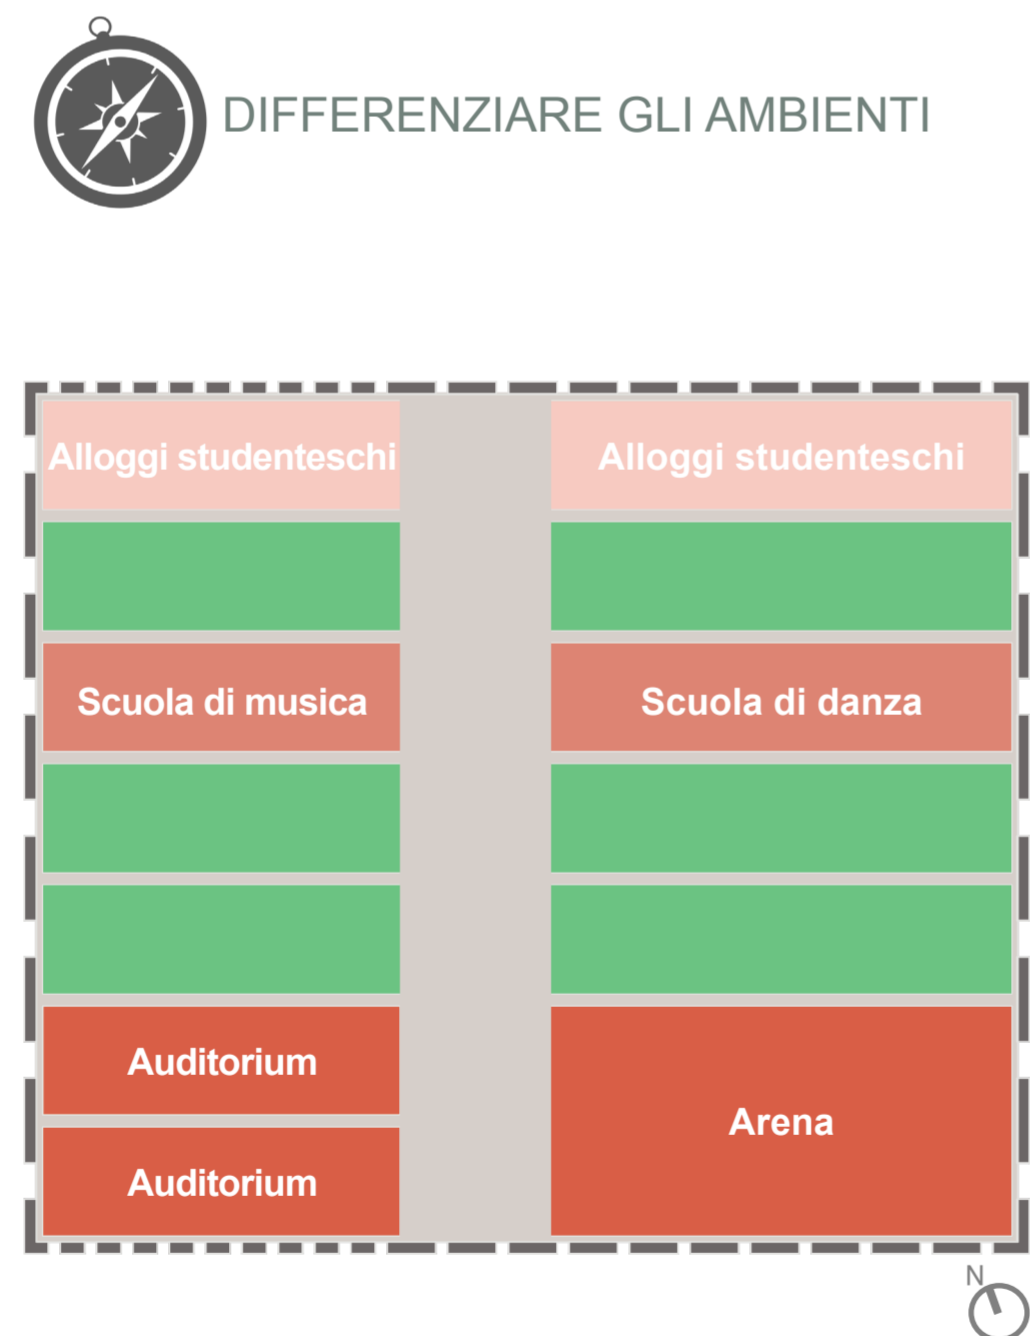 DIFFERENZIARE GLI AMBIENTI
Alloggi studenteschi
Alloggi studenteschi
Scuola di musica
Scuola di danza
Auditorium
Arena
Auditorium
N